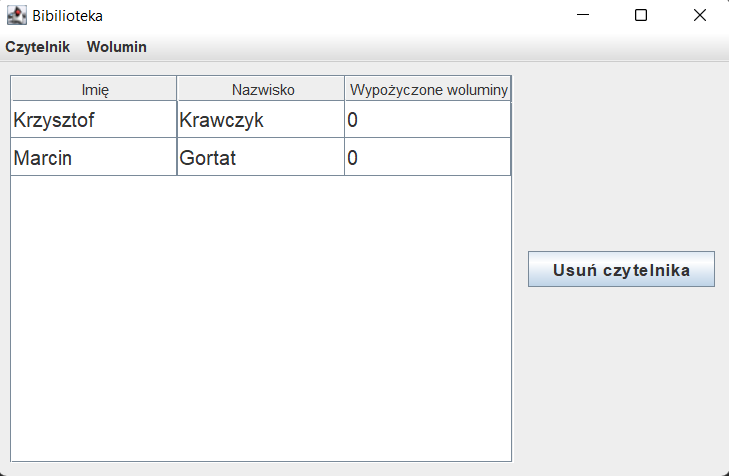 Bibilioteka
Czytelnik Wolumin
Imię Nazwisko Wypożyczone woluminy
Krzysztof Krawczyk 0
Marcin Gortat 0
Usuń czytelnika